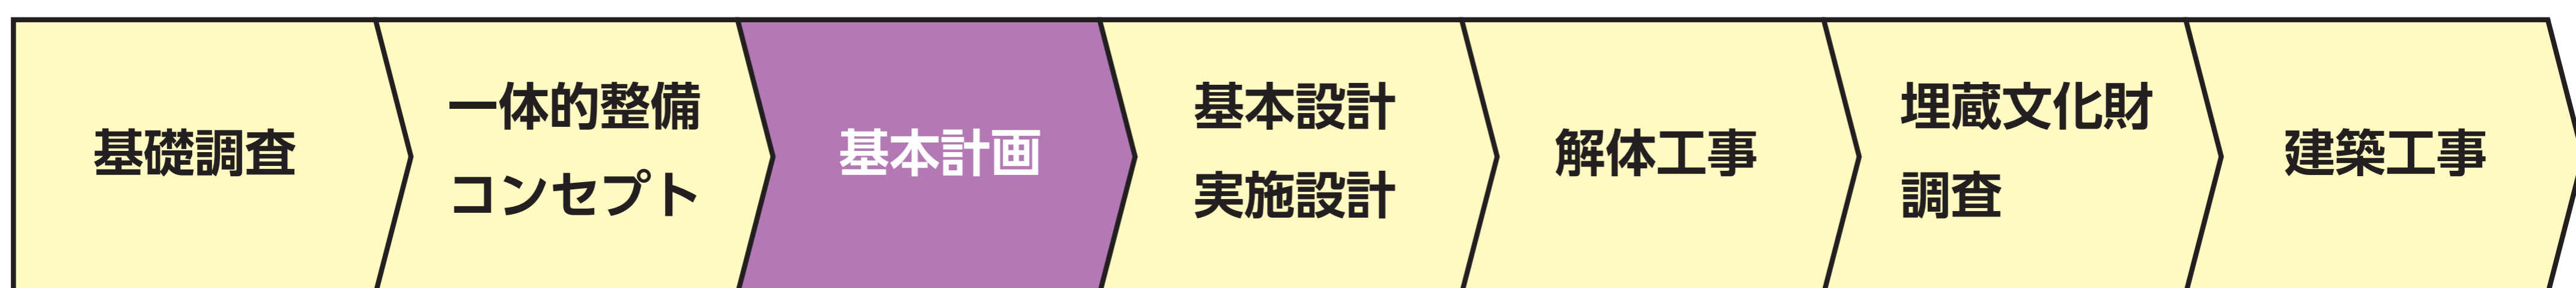 基礎調査
一体的整備
コンセプト
基本計画
基本設計
実施設計
解体工事
埋蔵文化財
調査
建築工事